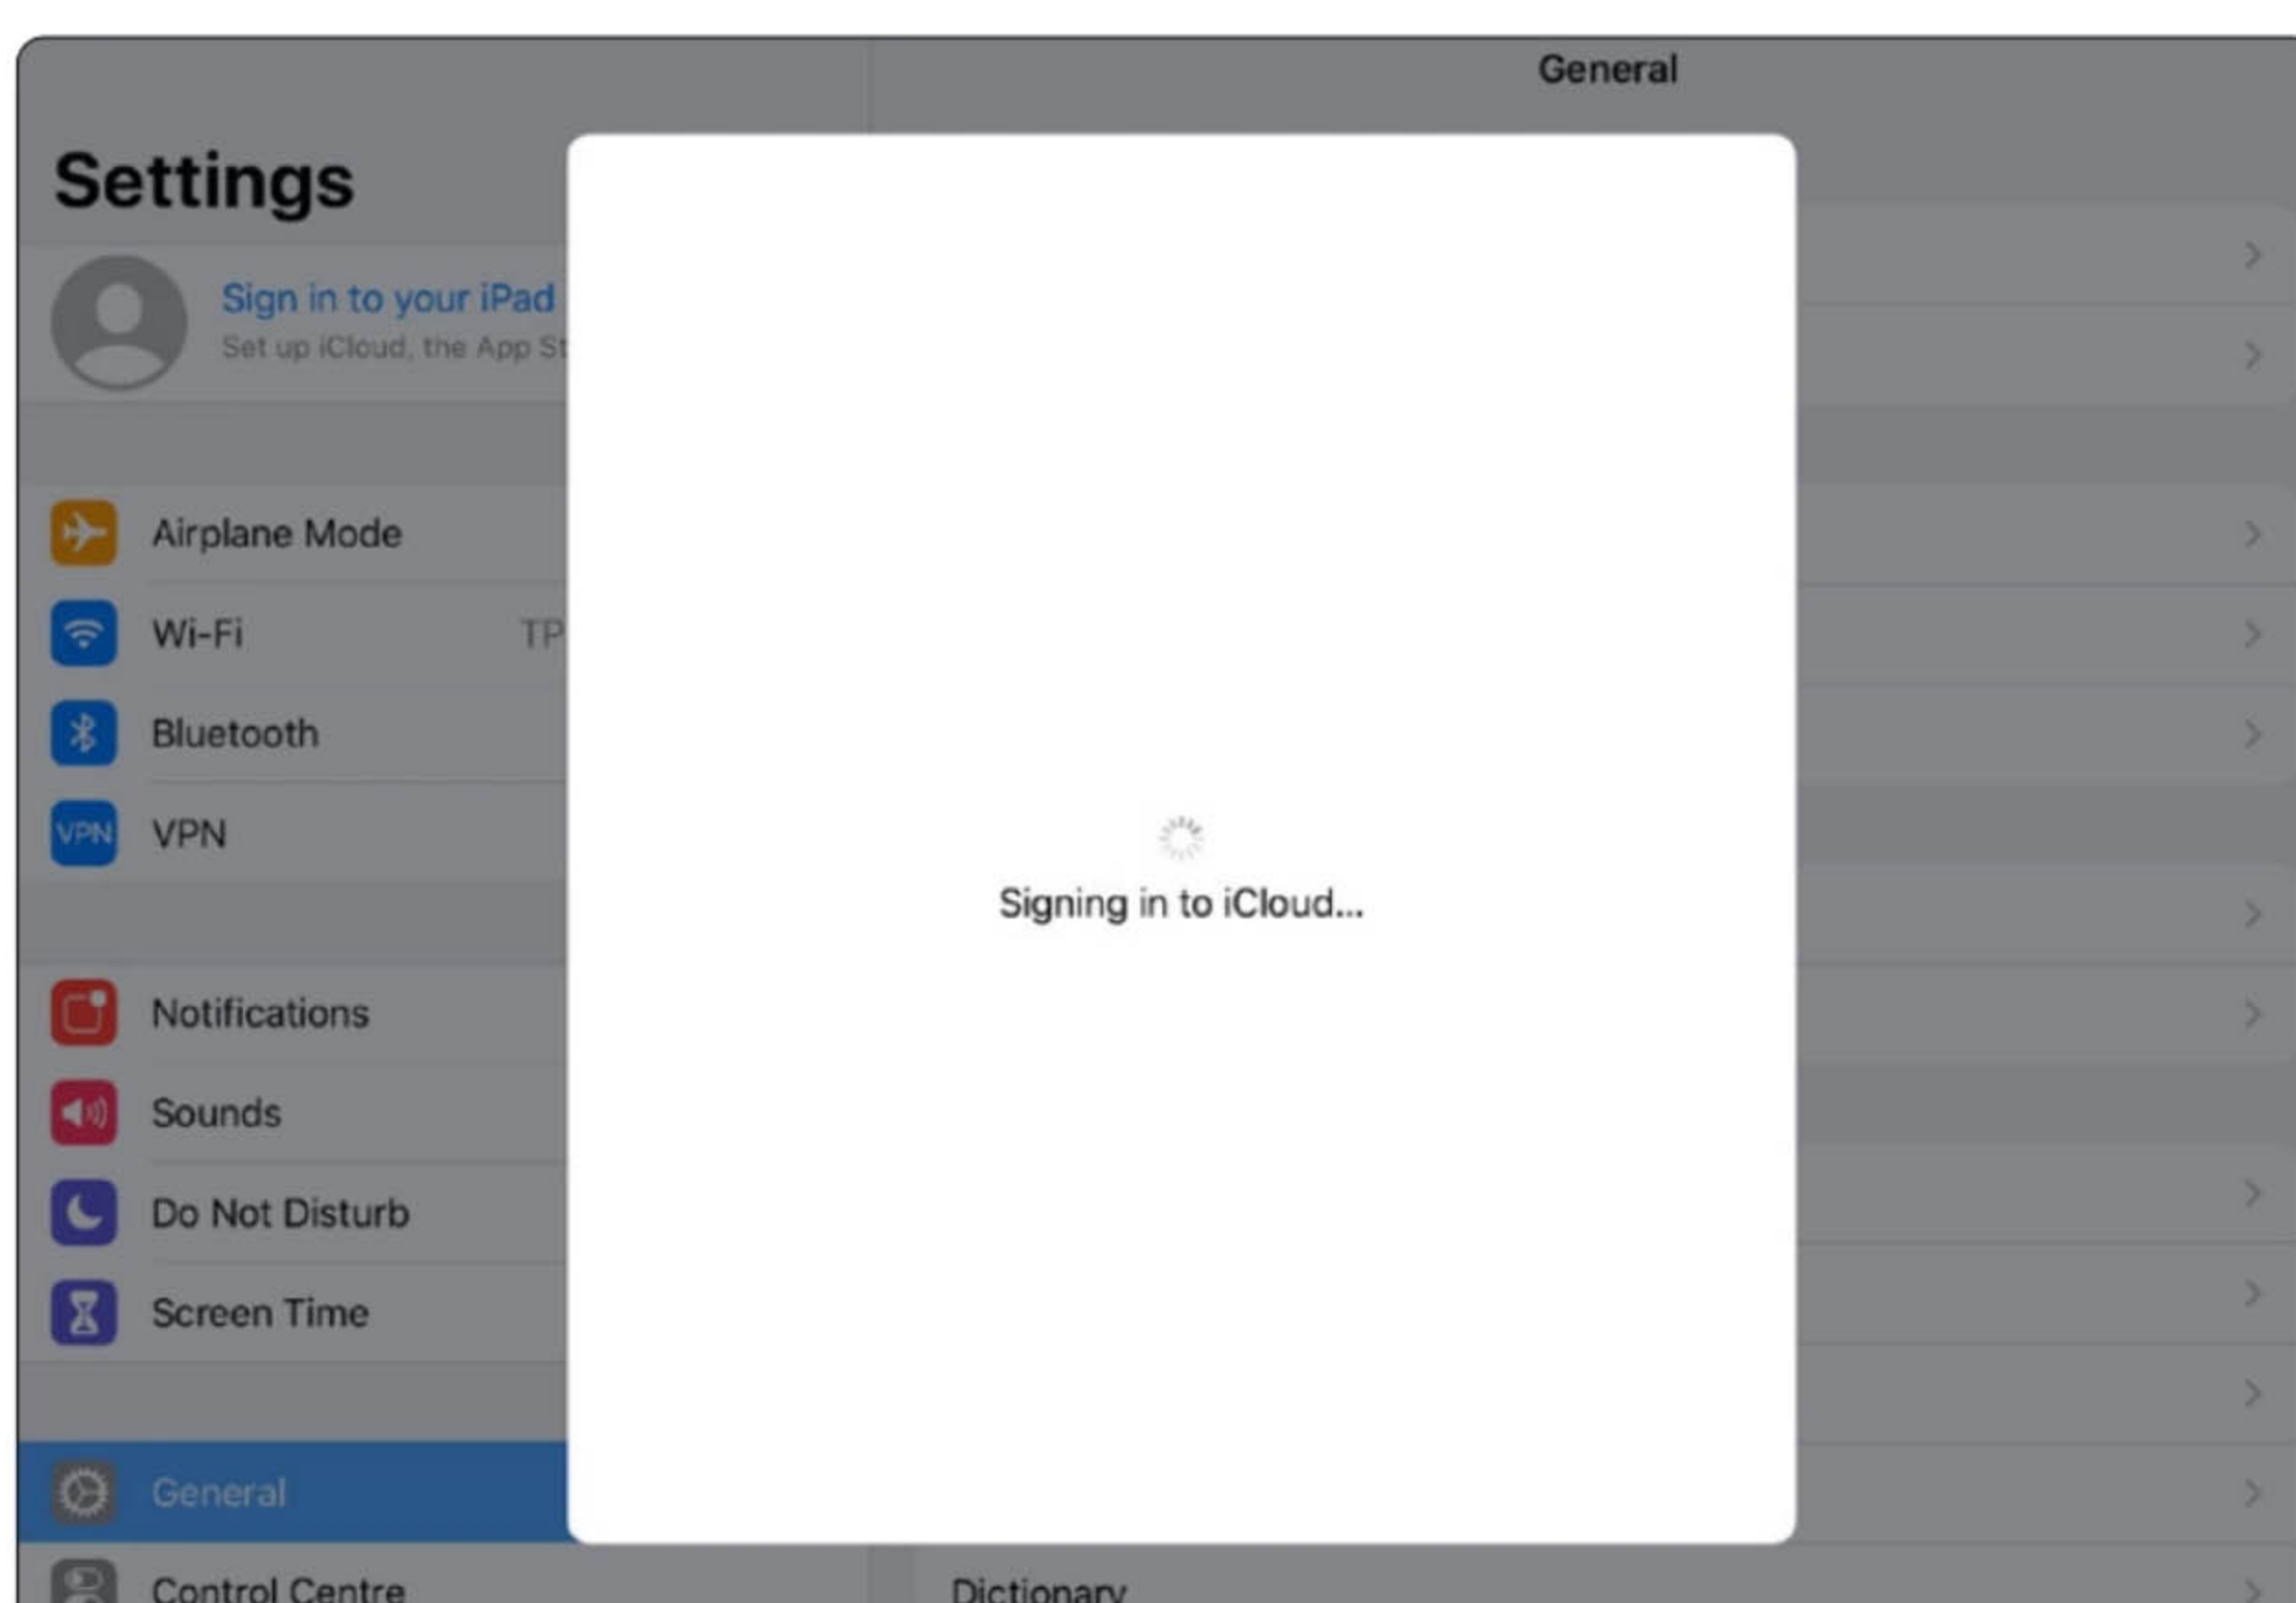 General
Settings
Sign in to your iPad
Set up iCloud, the App St
Airplane Mode
Wi-Fi TP
Bluetooth
VPN VPN
Signing in to iCloud...
Notifications
Sounds
Do Not Disturb
Screen Time
General
Control Centre
Dictionary